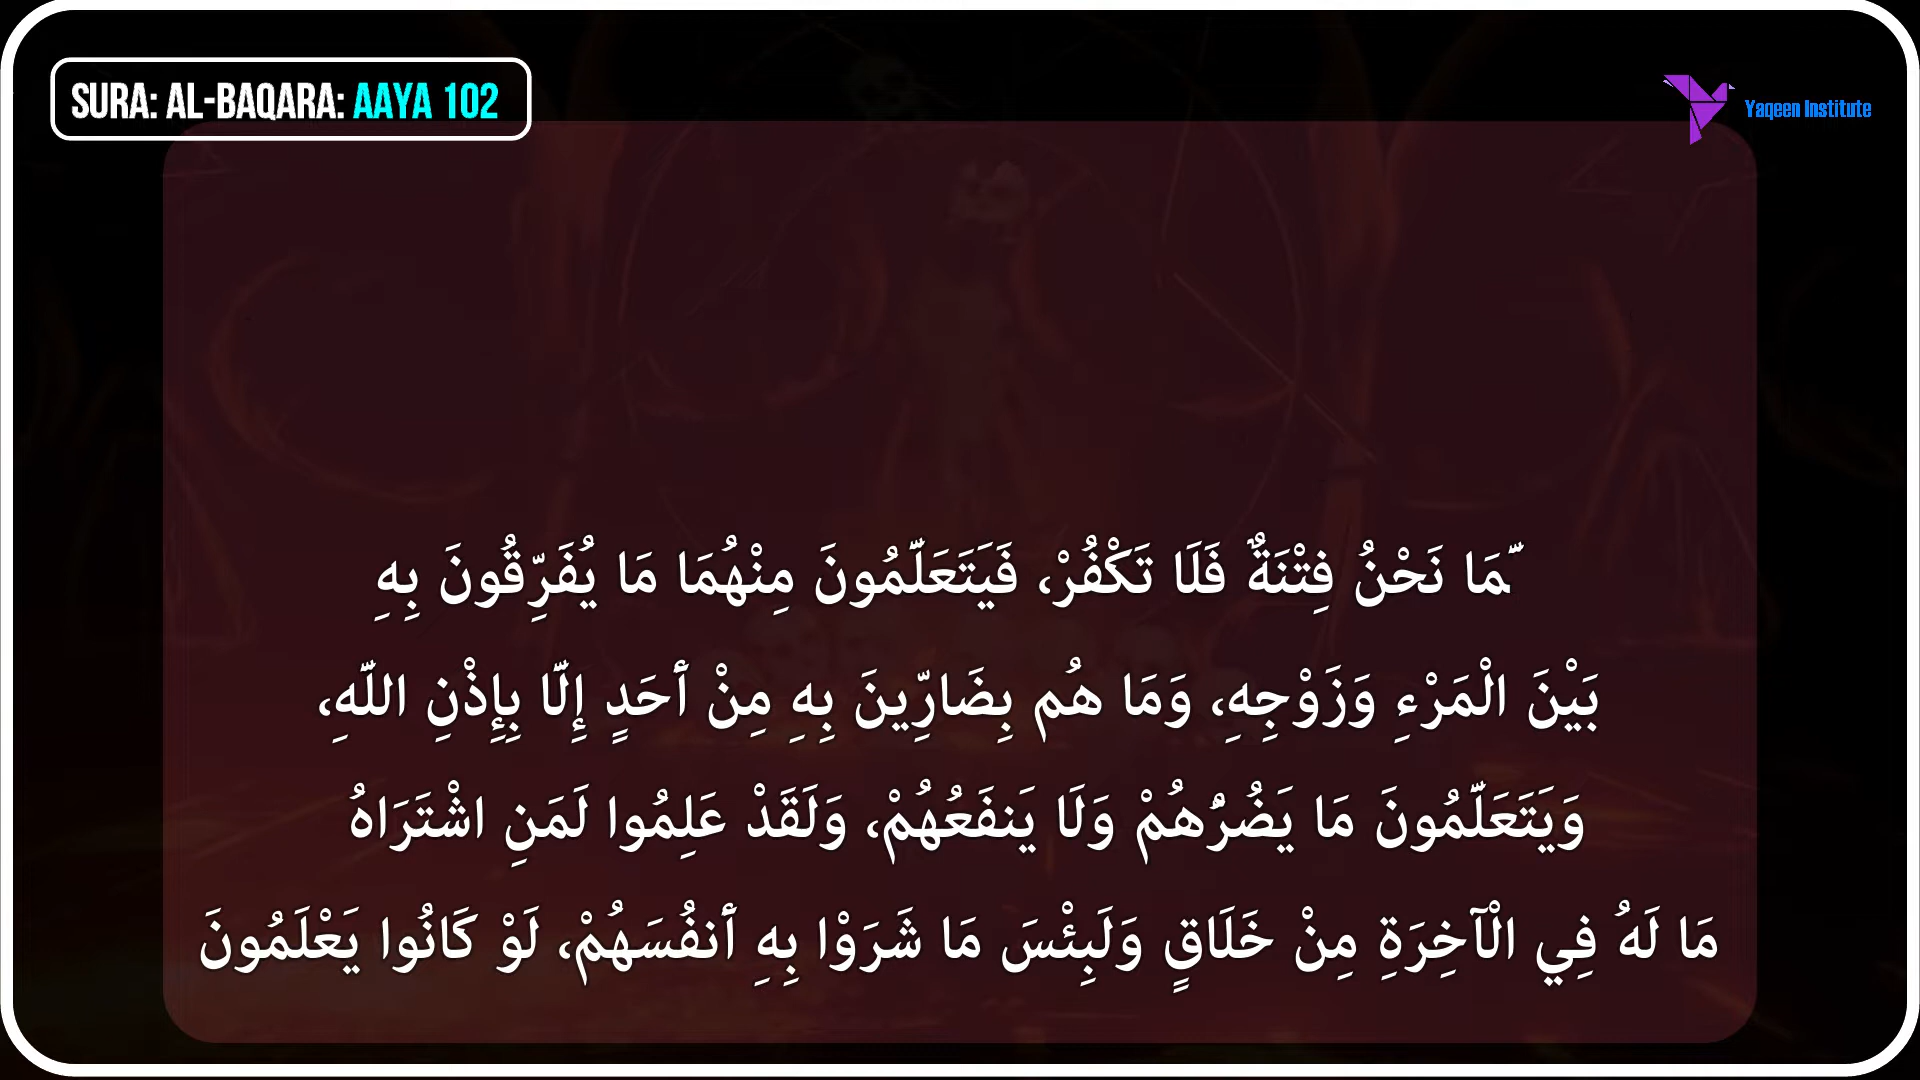 SURA: AL-BAQARA: AAYA 102
Yaqeen Institute
ّمَا نَحْنُ فِتْنَةٌ فَلَا تَكْفُرْ، فَيَتَعَلَّمُونَ مِنْهُمَا مَا يُفَرِّقُونَ بِهِ
بَيْنَ الْمَرْءِ وَزَوْجِهِ، وَمَا هُم بِضَارِّينَ بِهِ مِنْ أَحَدٍ إِلَّا بِإِذْنِ اللَّهِ،
وَيَتَعَلَّمُونَ مَا يَضُرُّهُمْ وَلَا يَنفَعُهُمْ، وَلَقَدْ عَلِمُوا لَمَنِ اشْتَرَاهُ
مَا لَهُ فِي الْآخِرَةِ مِنْ خَلَاقٍ وَلَبِئْسَ مَا شَرَوْا بِهِ أَنفُسَهُمْ، لَوْ كَانُوا يَعْلَمُونَ